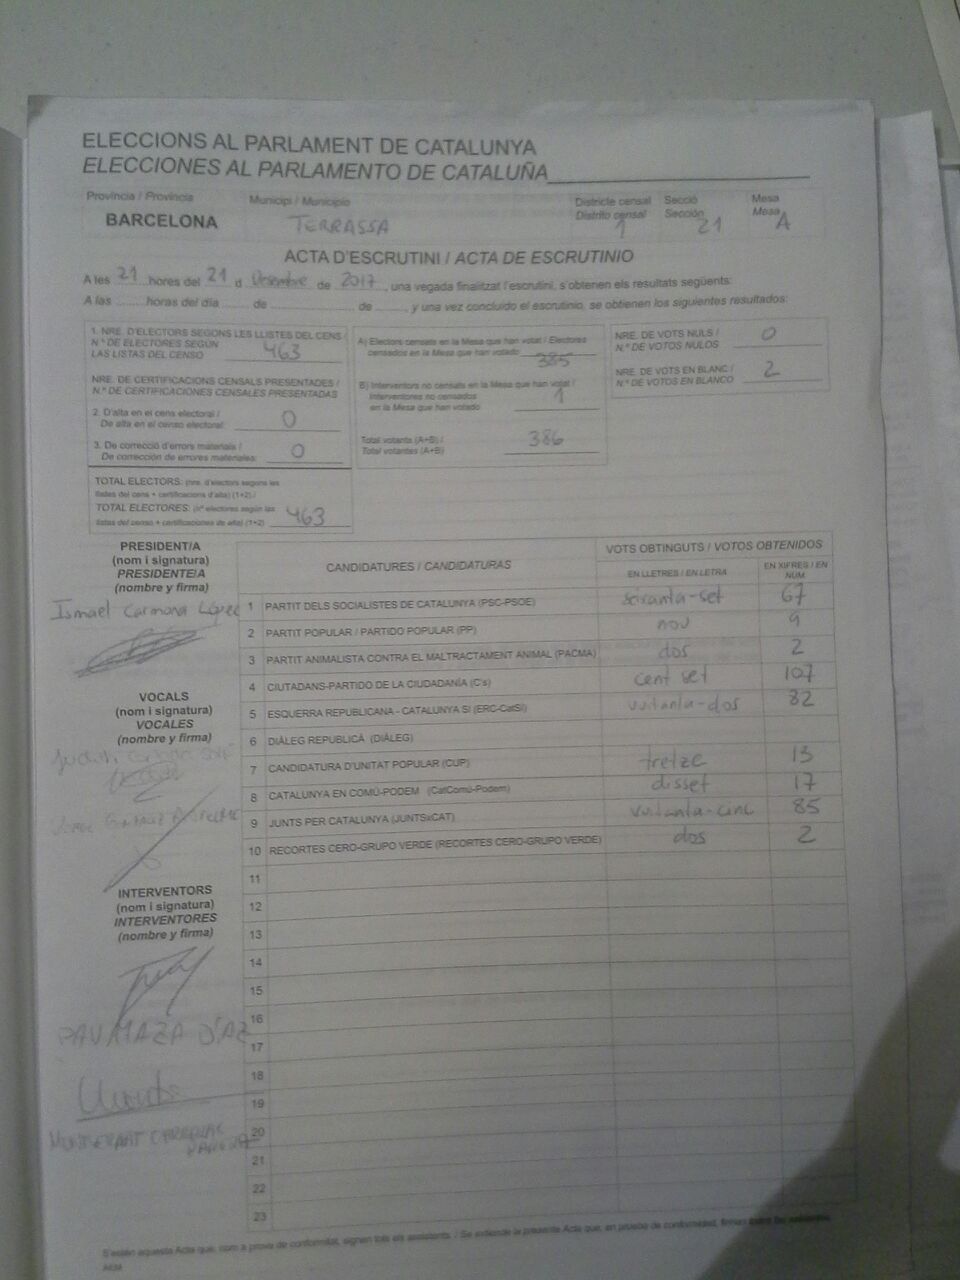 ELECCIONS AL PARLAMENT DE CATALUNYA
ELECCIONES AL PARLAMENTO DE CATALUÑA
Província / Provincia Municipi / Municipio Districte censal Secció Mesa
Distrito censal Sección Mesa
BARCELONA TERRASSA 1 21 A
ACTA D'ESCRUTINI / ACTA DE ESCRUTINIO
A les 21 hores del 21 d Desembre de 2017, una vegada finalitzat l'escrutini, s'obtenen els resultats següents:
A las ........ horas del día ....... de .................. de ........, y una vez concluido el escrutinio, se obtienen los siguientes resultados:
1. NRE. D'ELECTORS SEGONS LES LLISTES DEL CENS /
N.º DE ELECTORES SEGÚN
LAS LISTAS DEL CENSO 463
NRE. DE CERTIFICACIONS CENSALS PRESENTADES /
N.º DE CERTIFICACIONES CENSALES PRESENTADAS
2. D'alta en el cens electoral /
De alta en el censo electoral: 0
3. De correcció d'errors materials /
De corrección de errores materiales: 0
TOTAL ELECTORS: (nre. d'electors segons les
llistes del cens + certificacions d'alta) (1+2) /
TOTAL ELECTORES: (nº electores según las
listas del censo + certificaciones de alta) (1+2) 463
A) Electors censats en la Mesa que han votat / Electores
censados en la Mesa que han votado 385
B) Interventors no censats en la Mesa que han votat /
Interventores no censados
en la Mesa que han votado 1
Total votants (A+B) /
Total votantes (A+B) 386
NRE. DE VOTS NULS /
N.º DE VOTOS NULOS 0
NRE. DE VOTS EN BLANC /
N.º DE VOTOS EN BLANCO 2
PRESIDENT/A
(nom i signatura)
PRESIDENTE/A
(nombre y firma)
Ismael Carmona López
VOCALS
(nom i signatura)
VOCALES
(nombre y firma)
Judith
Jorge
INTERVENTORS
(nom i signatura)
INTERVENTORES
(nombre y firma)
PAU MAZA DÍAZ
CANDIDATURES / CANDIDATURAS VOTS OBTINGUTS / VOTOS OBTENIDOS
EN LLETRES / EN LETRA EN XIFRES / EN NÚM
1 PARTIT DELS SOCIALISTES DE CATALUNYA (PSC-PSOE) seixanta-set 67
2 PARTIT POPULAR / PARTIDO POPULAR (PP) nou 9
3 PARTIT ANIMALISTA CONTRA EL MALTRACTAMENT ANIMAL (PACMA) dos 2
4 CIUTADANS-PARTIDO DE LA CIUDADANÍA (C's) cent set 107
5 ESQUERRA REPUBLICANA - CATALUNYA SÍ (ERC-CatSí) vuitanta-dos 82
6 DIÀLEG REPUBLICÀ (DIÀLEG)
7 CANDIDATURA D'UNITAT POPULAR (CUP) tretze 13
8 CATALUNYA EN COMÚ-PODEM (CatComú-Podem) disset 17
9 JUNTS PER CATALUNYA (JUNTSxCAT) vuitanta-cinc 85
10 RECORTES CERO-GRUPO VERDE (RECORTES CERO-GRUPO VERDE) dos 2
11
12
13
14
15
16
17
18
19
20
21
22
23
S'estén aquesta Acta que, com a prova de conformitat, signen tots els assistents. / Se extiende la presente Acta que, en prueba de conformidad, firman todos los asistentes.